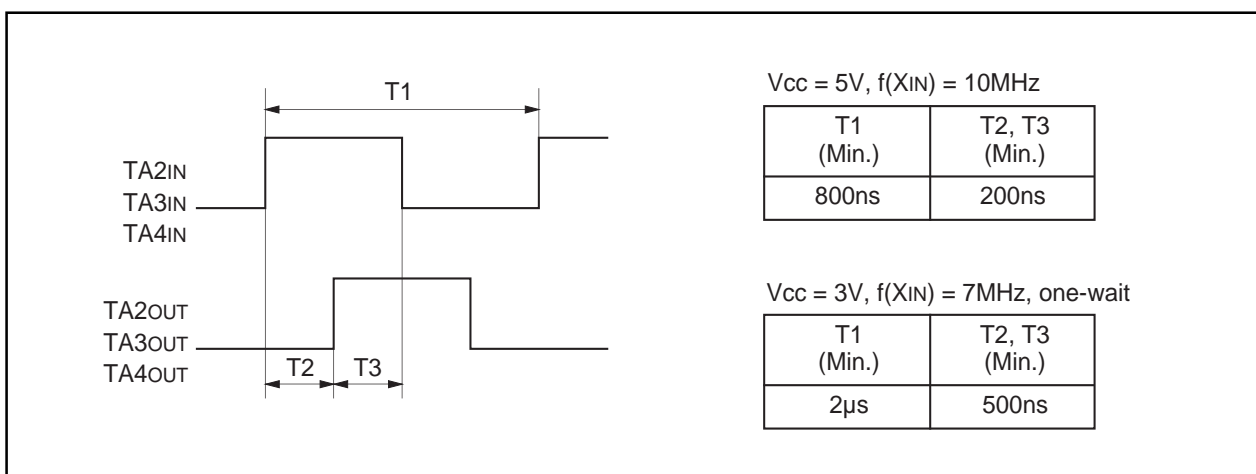 T1
TA2IN
TA3IN
TA4IN
TA2OUT
TA3OUT
TA4OUT
T2 T3
Vcc = 5V, f(XIN) = 10MHz
T1 T2, T3
(Min.) (Min.)
800ns 200ns
Vcc = 3V, f(XIN) = 7MHz, one-wait
T1 T2, T3
(Min.) (Min.)
2µs 500ns